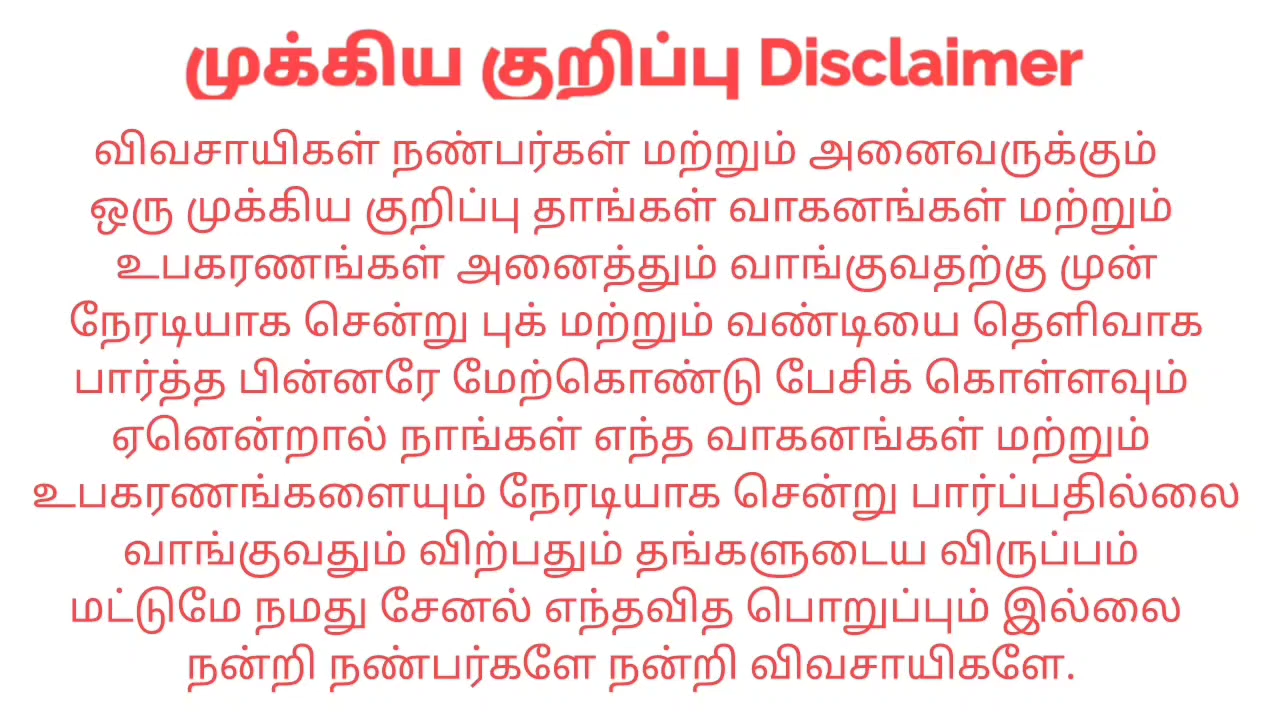 முக்கிய குறிப்பு Disclaimer
விவசாயிகள் நண்பர்கள் மற்றும் அனைவருக்கும்
ஒரு முக்கிய குறிப்பு தாங்கள் வாகனங்கள் மற்றும்
உபகரணங்கள் அனைத்தும் வாங்குவதற்கு முன்
நேரடியாக சென்று புக் மற்றும் வண்டியை தெளிவாக
பார்த்த பின்னரே மேற்கொண்டு பேசிக் கொள்ளவும்
ஏனென்றால் நாங்கள் எந்த வாகனங்கள் மற்றும்
உபகரணங்களையும் நேரடியாக சென்று பார்ப்பதில்லை
வாங்குவதும் விற்பதும் தங்களுடைய விருப்பம்
மட்டுமே நமது சேனல் எந்தவித பொறுப்பும் இல்லை
நன்றி நண்பர்களே நன்றி விவசாயிகளே.